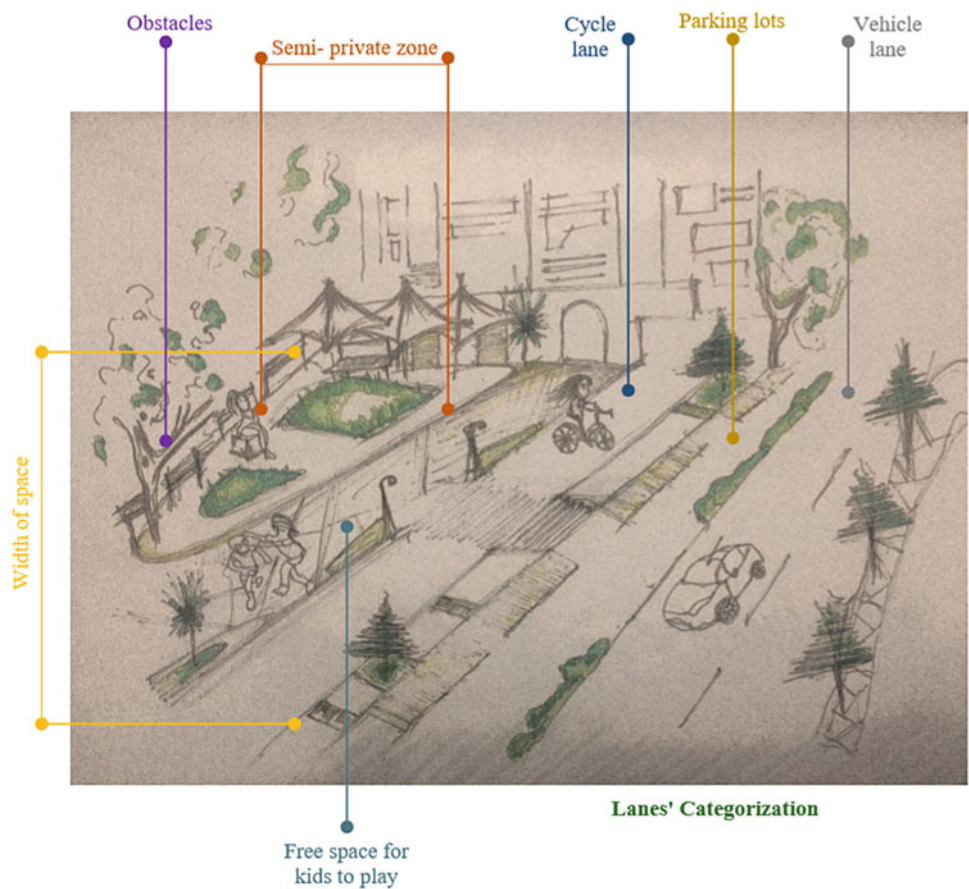 Obstacles
Semi- private zone
Cycle
lane
Parking lots
Vehicle
lane
Width of space
Lanes' Categorization
Free space for
kids to play